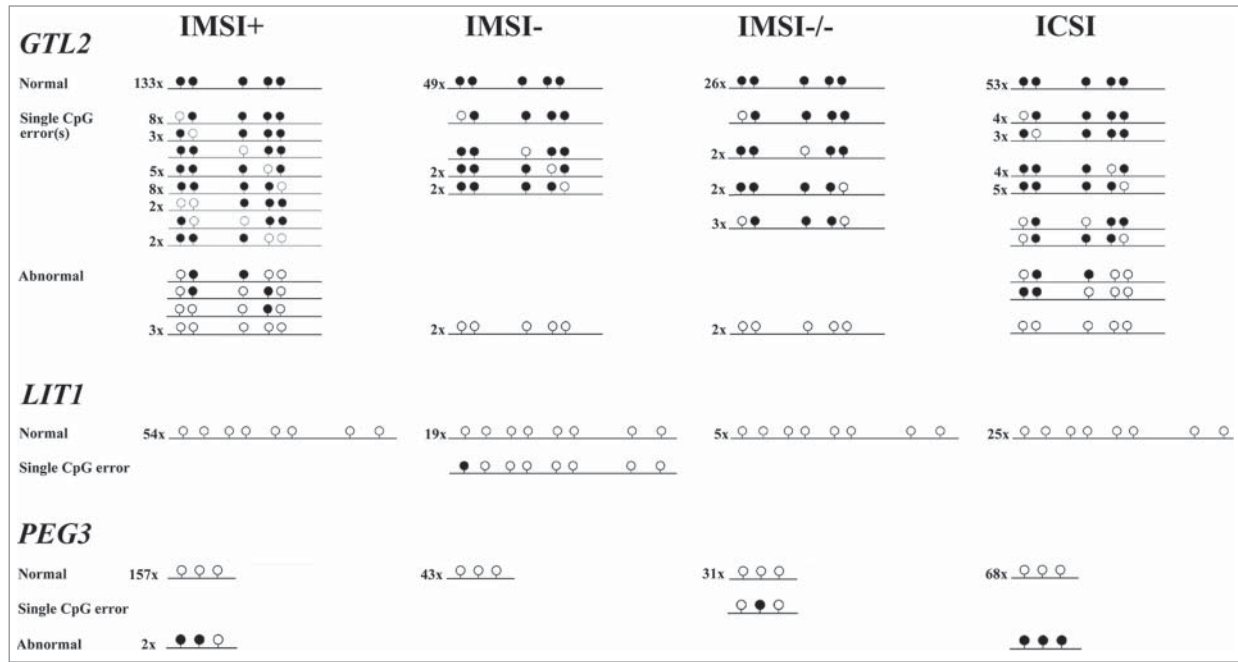 IMSI+ IMSI- IMSI-/- ICSI
GTL2
Normal 133x 49x 26x 53x
Single CpG 8x 4x
error(s) 3x 3x
2x
5x 2x 4x
8x 2x 2x 5x
2x
3x
2x
Abnormal
3x 2x 2x
LIT1
Normal 54x 19x 5x 25x
Single CpG error
PEG3
Normal 157x 43x 31x 68x
Single CpG error
Abnormal 2x